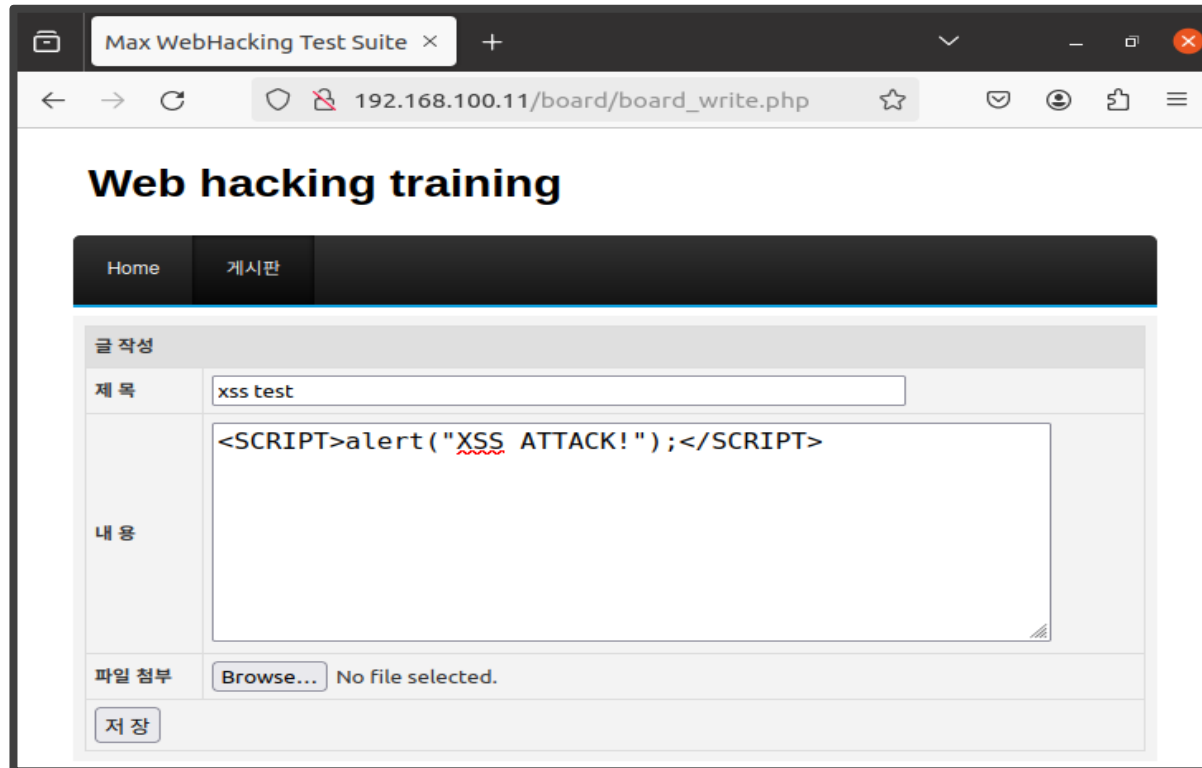 Max WebHacking Test Suite
192.168.100.11/board/board_write.php
Web hacking training
Home 게시판
글 작성
제 목 xss test
<SCRIPT>alert("XSS ATTACK!");</SCRIPT>
내 용
파일 첨부 Browse... No file selected.
저 장